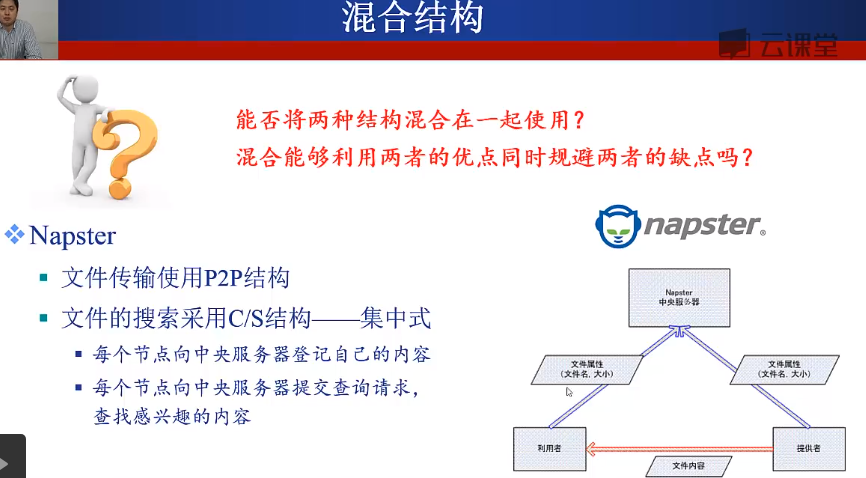 混合结构
云课堂
能否将两种结构混合在一起使用？
混合能够利用两者的优点同时规避两者的缺点吗？
napster®
Napster
文件传输使用P2P结构
文件的搜索采用C/S结构——集中式
每个节点向中央服务器登记自己的内容
每个节点向中央服务器提交查询请求，
查找感兴趣的内容
Napster
中央服务器
文件属性
（文件名、大小）
文件属性
（文件名、大小）
利用者
提供者
文件内容